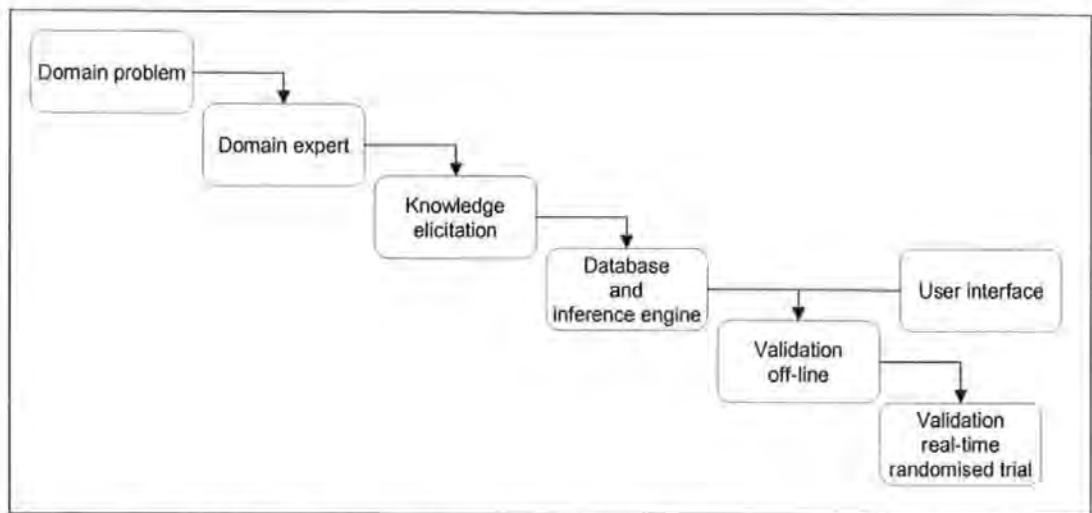 Domain problem
Domain expert
Knowledge
elicitation
Database
and
inference engine
User interface
Validation
off-line
Validation
real-time
randomised trial